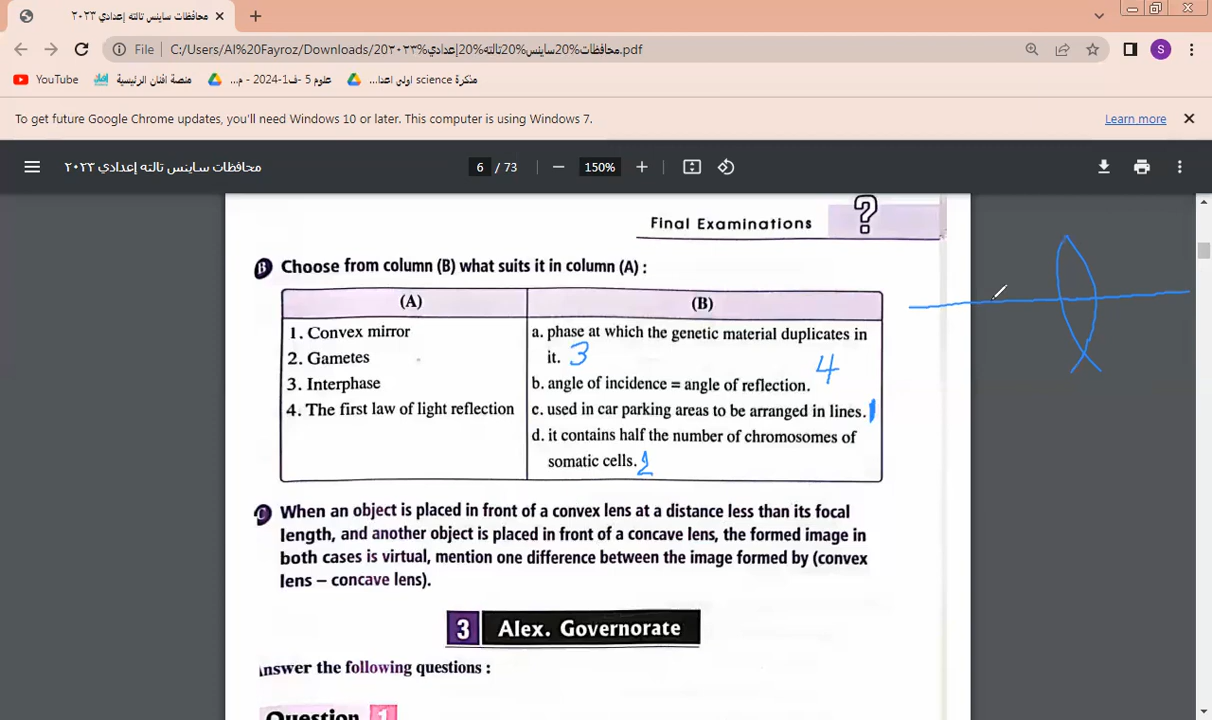 محافظات ساينس تالته إعدادي ٢٠٢٣
File C:/Users/Al%20Fayroz/Downloads/محافظات%20ساينس%20تالته%20إعدادي%20٢٠٢٣.pdf
YouTube منصة افنان الرئيسية علوم 5 -ف1- 2024 - م... مذكرة science اولي اعدا...
To get future Google Chrome updates, you'll need Windows 10 or later. This computer is using Windows 7. Learn more
محافظات ساينس تالته إعدادي ٢٠٢٣ 6 / 73 150%
Final Examinations ?
B Choose from column (B) what suits it in column (A) :
(A) (B)
1. Convex mirror
2. Gametes
3. Interphase
4. The first law of light reflection
a. phase at which the genetic material duplicates in
it. 3
b. angle of incidence = angle of reflection. 4
c. used in car parking areas to be arranged in lines. 1
d. it contains half the number of chromosomes of
somatic cells. 2
C When an object is placed in front of a convex lens at a distance less than its focal
length, and another object is placed in front of a concave lens, the formed image in
both cases is virtual, mention one difference between the image formed by (convex
lens – concave lens).
3 Alex. Governorate
Answer the following questions :
Question 1